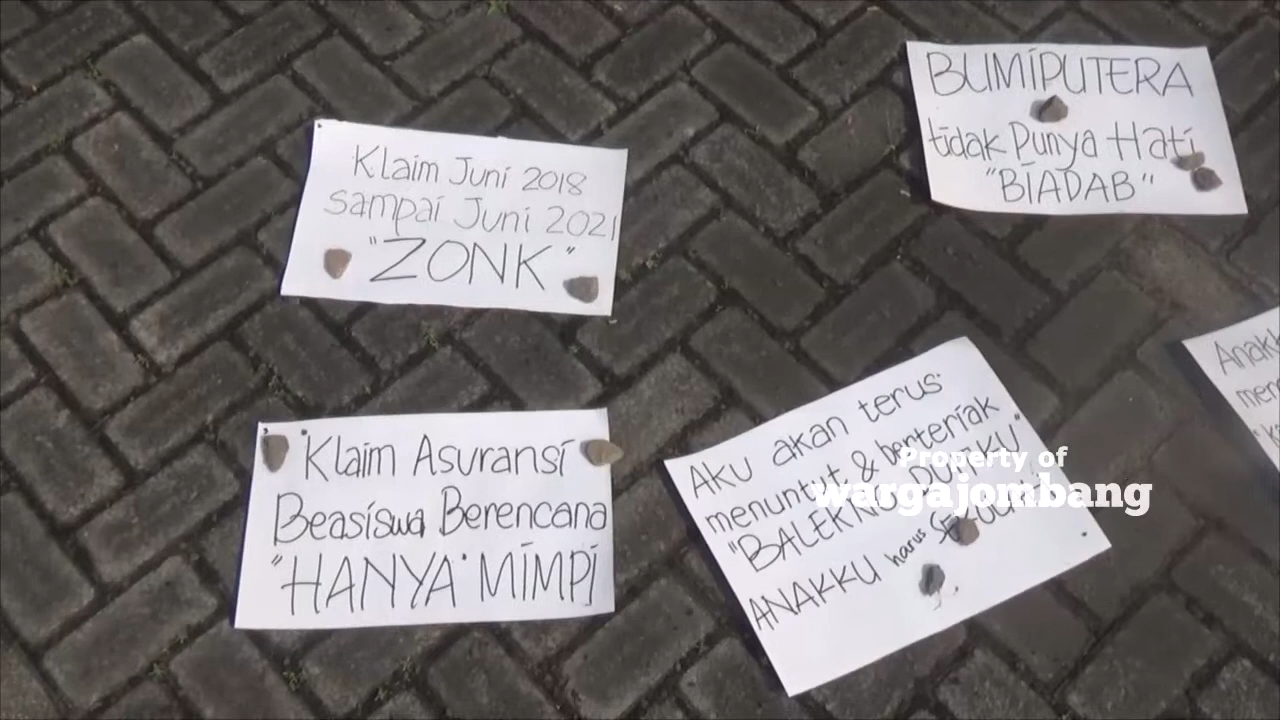 Klaim Juni 2018
sampai Juni 2021
"ZONK"
BUMIPUTERA
tidak Punya Hati
"BIADAB"
Klaim Asuransi
Beasiswa Berencana
"HANYA" MIMPI
Aku akan terus
menuntut & berteriak
"BALEKNO DUWIKU"
ANAKKU harus
Property of
wargajombang